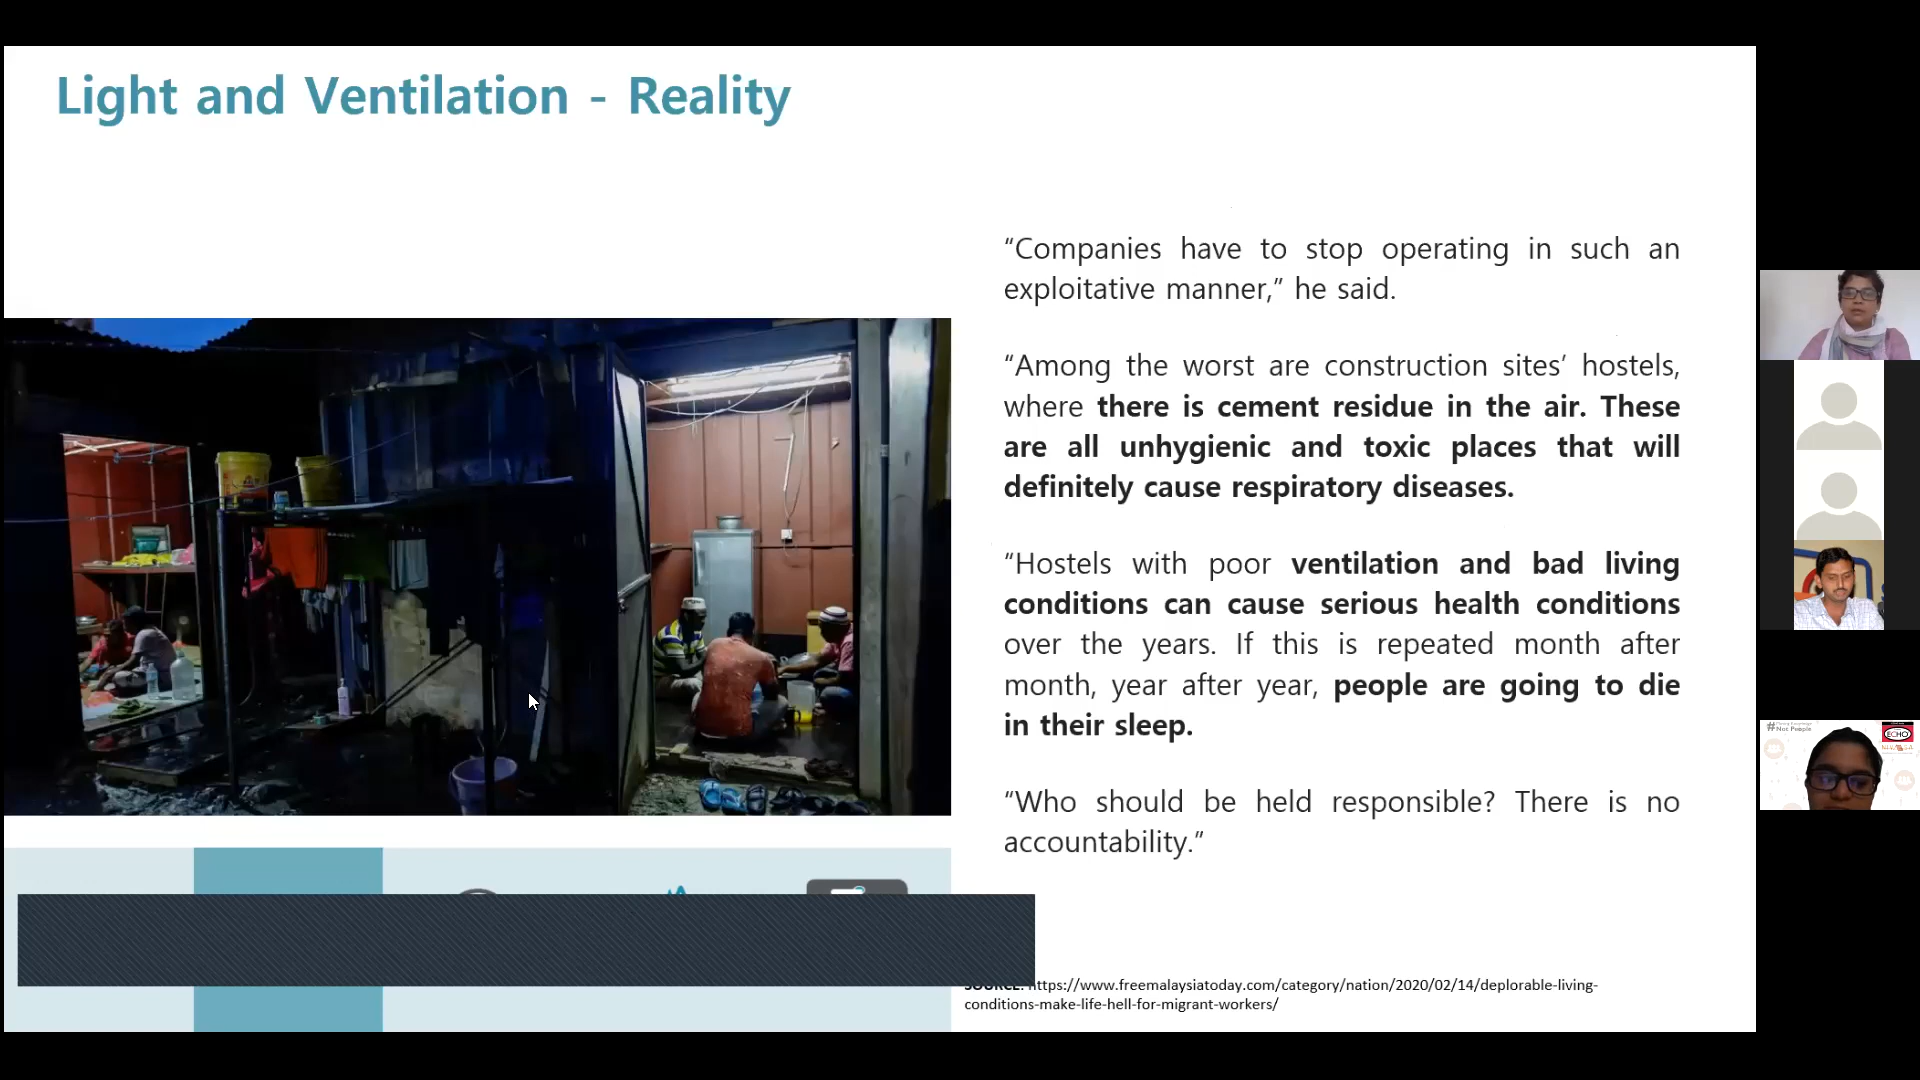 Light and Ventilation - Reality
“Companies have to stop operating in such an
exploitative manner,” he said.
“Among the worst are construction sites’ hostels,
where there is cement residue in the air. These
are all unhygienic and toxic places that will
definitely cause respiratory diseases.
“Hostels with poor ventilation and bad living
conditions can cause serious health conditions
over the years. If this is repeated month after
month, year after year, people are going to die
in their sleep.
“Who should be held responsible? There is no
accountability.”
SOURCE: https://www.freemalaysiatoday.com/category/nation/2020/02/14/deplorable-living-
conditions-make-life-hell-for-migrant-workers/
Not People
ECHO